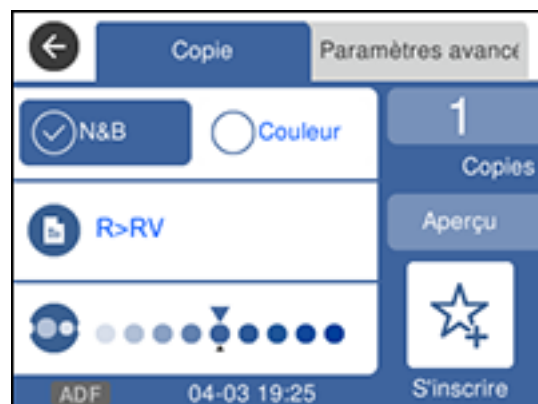 Copie
Paramètres avancé
N&B
Couleur
1
Copies
R>RV
Aperçu
ADF
04-03 19:25
S'inscrire